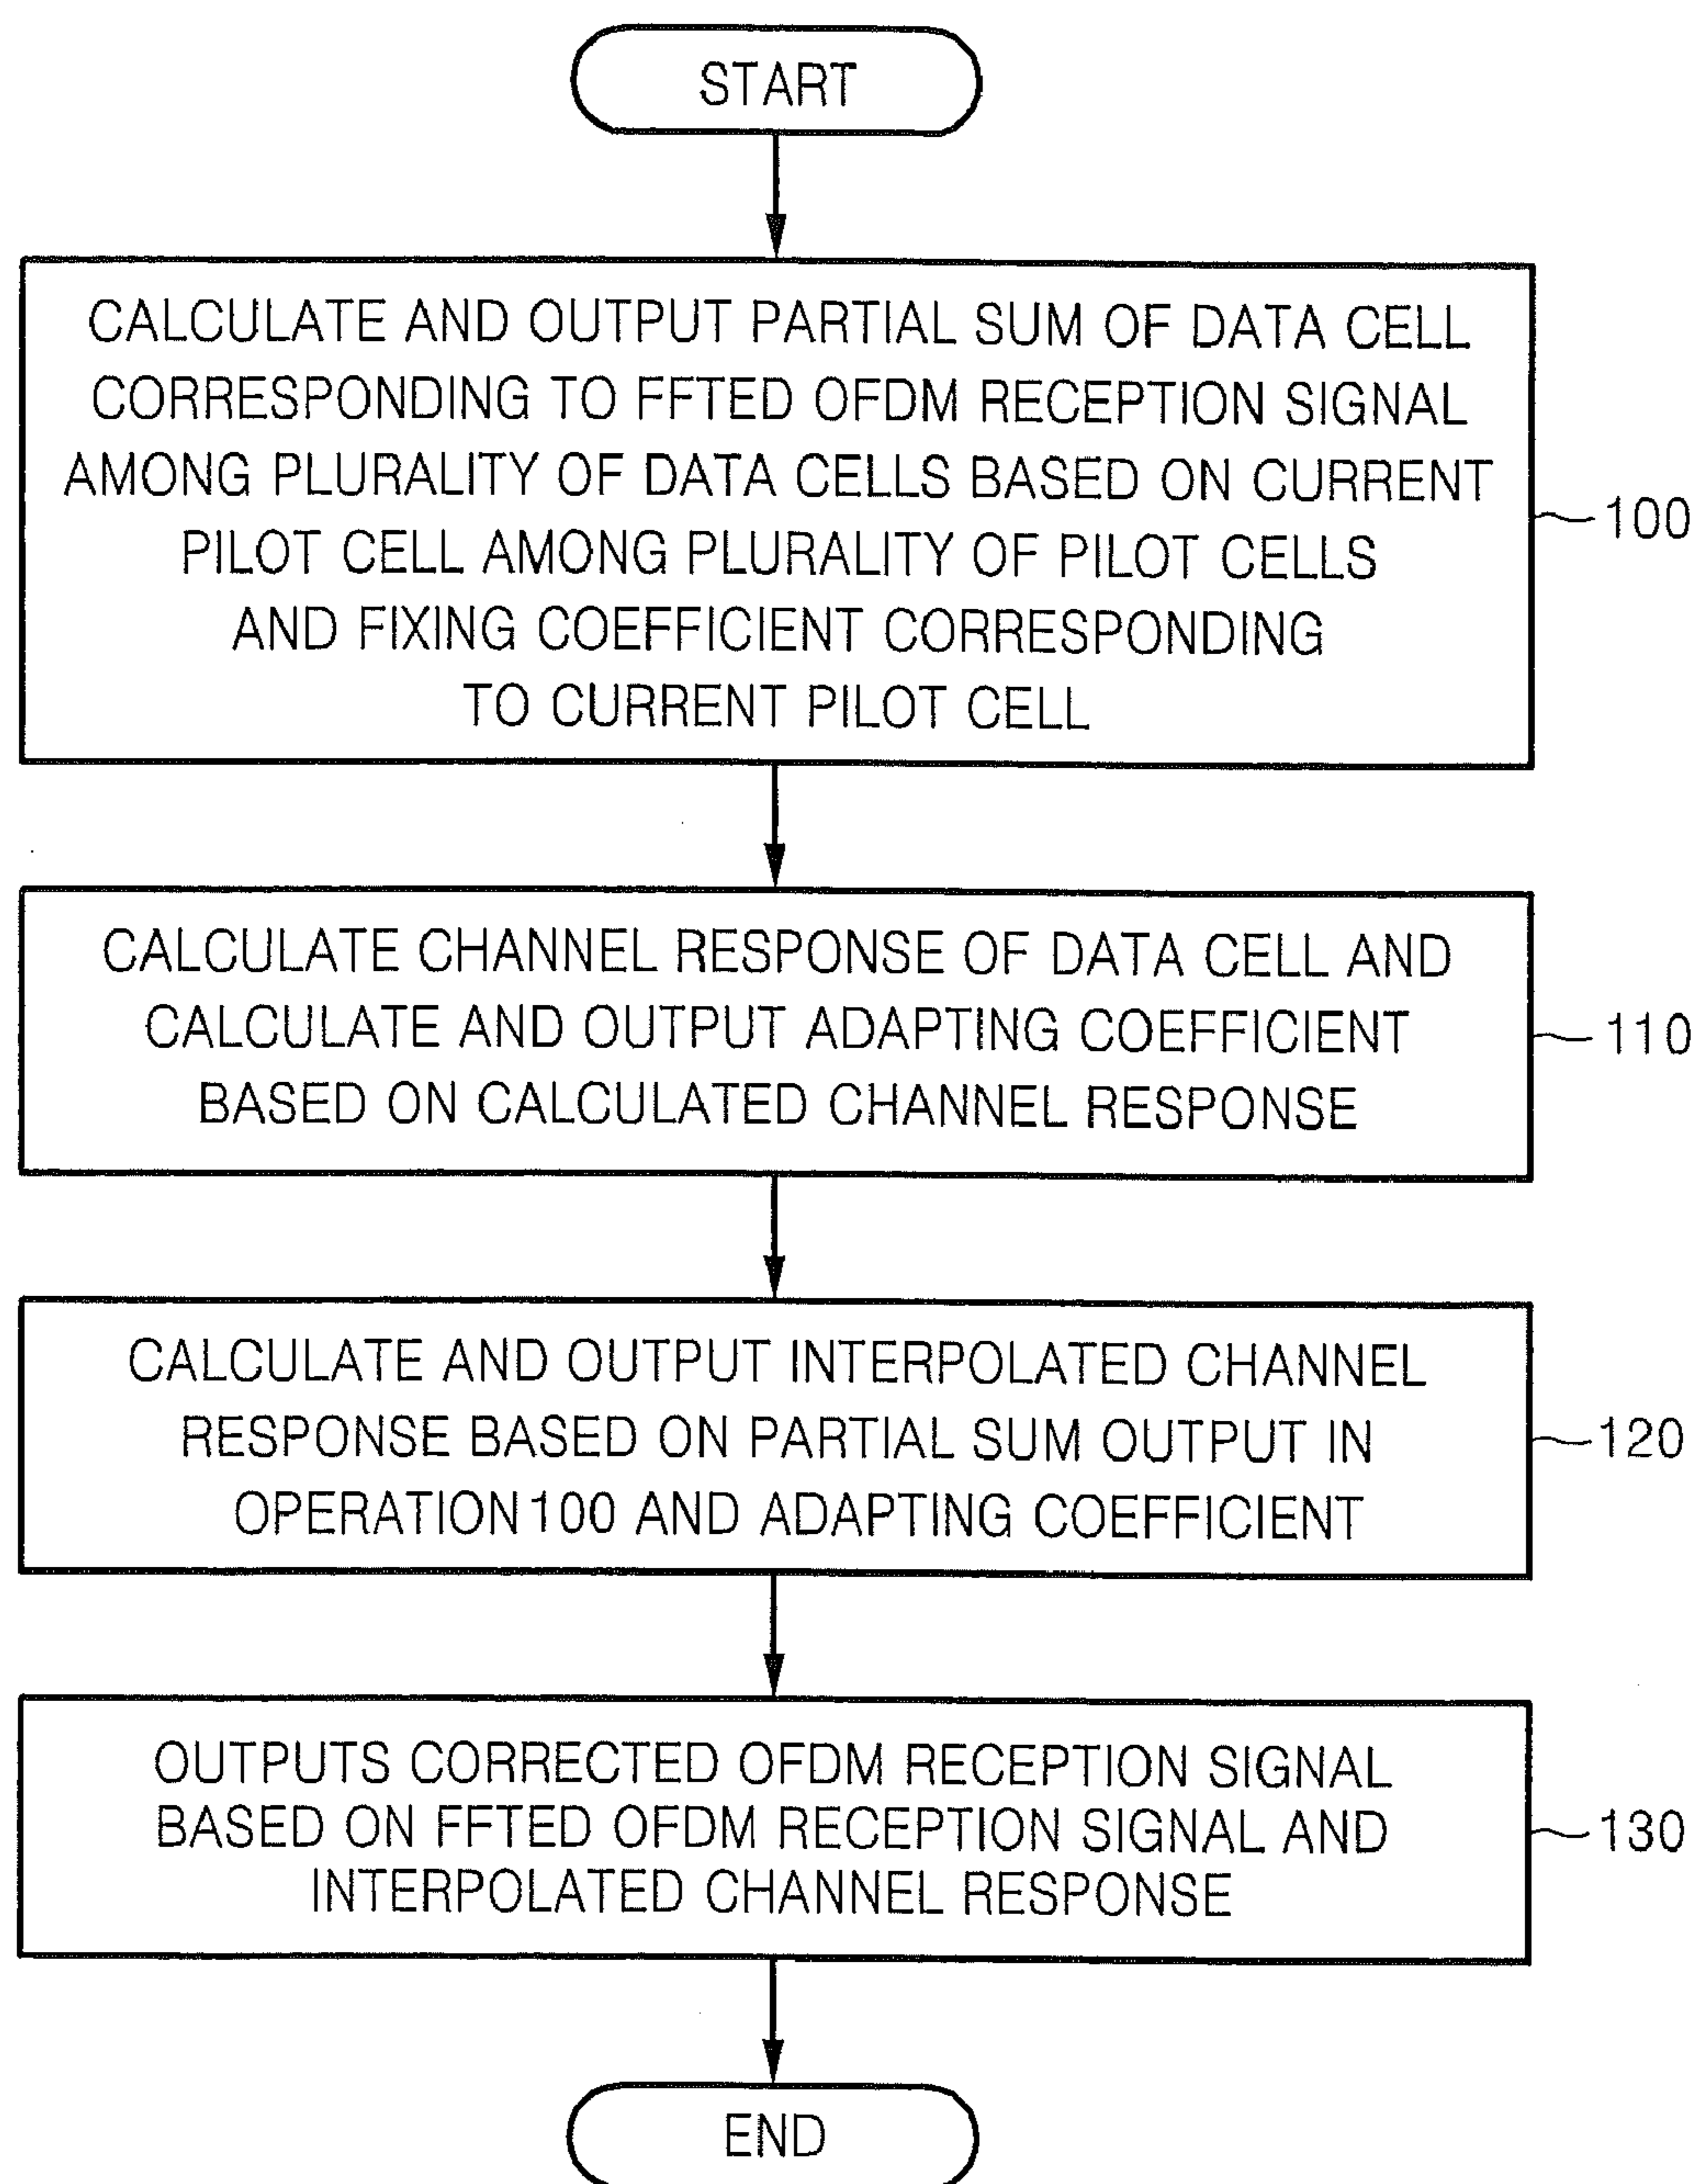 START
CALCULATE AND OUTPUT PARTIAL SUM OF DATA CELL
CORRESPONDING TO FFTED OFDM RECEPTION SIGNAL
AMONG PLURALITY OF DATA CELLS BASED ON CURRENT
PILOT CELL AMONG PLURALITY OF PILOT CELLS
AND FIXING COEFFICIENT CORRESPONDING
TO CURRENT PILOT CELL
100
CALCULATE CHANNEL RESPONSE OF DATA CELL AND
CALCULATE AND OUTPUT ADAPTING COEFFICIENT
BASED ON CALCULATED CHANNEL RESPONSE
110
CALCULATE AND OUTPUT INTERPOLATED CHANNEL
RESPONSE BASED ON PARTIAL SUM OUTPUT IN
OPERATION 100 AND ADAPTING COEFFICIENT
120
OUTPUTS CORRECTED OFDM RECEPTION SIGNAL
BASED ON FFTED OFDM RECEPTION SIGNAL AND
INTERPOLATED CHANNEL RESPONSE
130
END